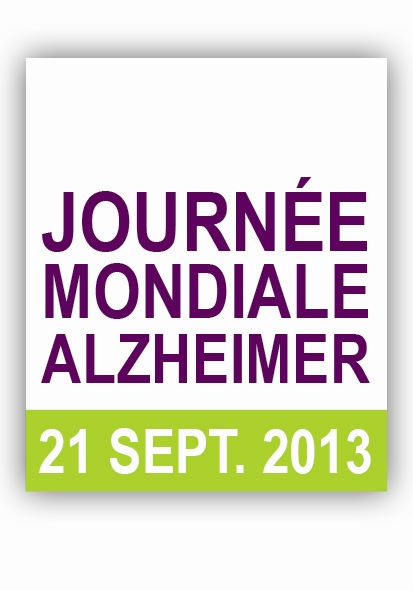 JOURNÉE
MONDIALE
ALZHEIMER
21 SEPT. 2013